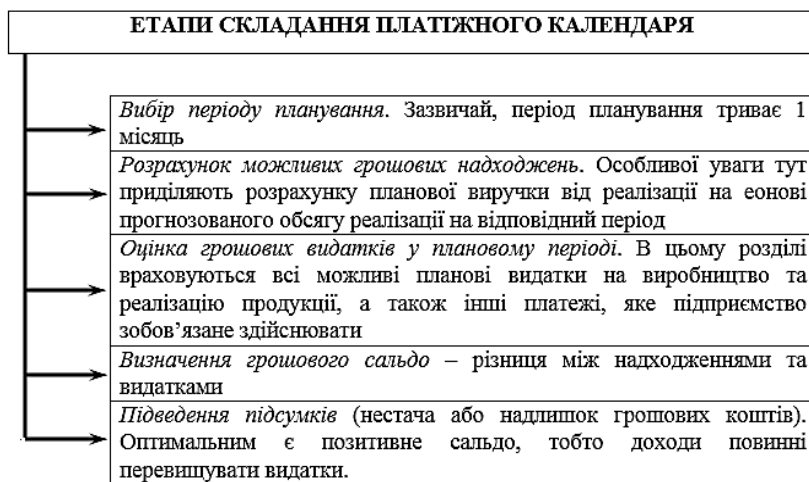 ЕТАПИ СКЛАДАННЯ ПЛАТІЖНОГО КАЛЕНДАРЯ
Вибір періоду планування. Зазвичай, період планування триває 1
місяць
Розрахунок можливих грошових надходжень. Особливої уваги тут
приділяють розрахунку планової виручки від реалізації на еонові
прогнозованого обсягу реалізації на відповідний період
Оцінка грошових видатків у плановому періоді. В цьому розділі
враховуються всі можливі планові видатки на виробництво та
реалізацію продукції, а також інші платежі, яке підприємство
зобов’язане здійснювати
Визначення грошового сальдо – різниця між надходженнями та
видатками
Підведення підсумків (нестача або надлишок грошових коштів).
Оптимальним є позитивне сальдо, тобто доходи повинні
перевищувати видатки.